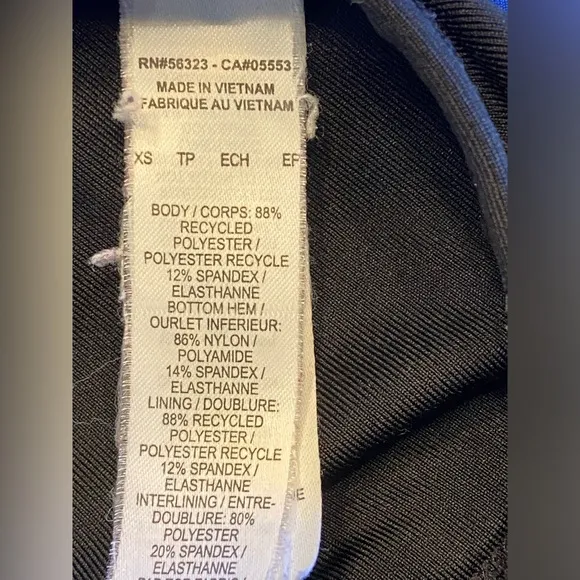 RN#56323 - CA#05553
MADE IN VIETNAM
FABRIQUE AU VIETNAM
XS TP ECH EP
BODY / CORPS: 88%
RECYCLED
POLYESTER /
POLYESTER RECYCLE
12% SPANDEX /
ELASTHANNE
BOTTOM HEM /
OURLET INFERIEUR:
86% NYLON /
POLYAMIDE
14% SPANDEX /
ELASTHANNE
LINING / DOUBLURE:
88% RECYCLED
POLYESTER /
POLYESTER RECYCLE
12% SPANDEX /
ELASTHANNE
INTERLINING / ENTRE-
DOUBLURE: 80%
POLYESTER
20% SPANDEX /
ELASTHANNE